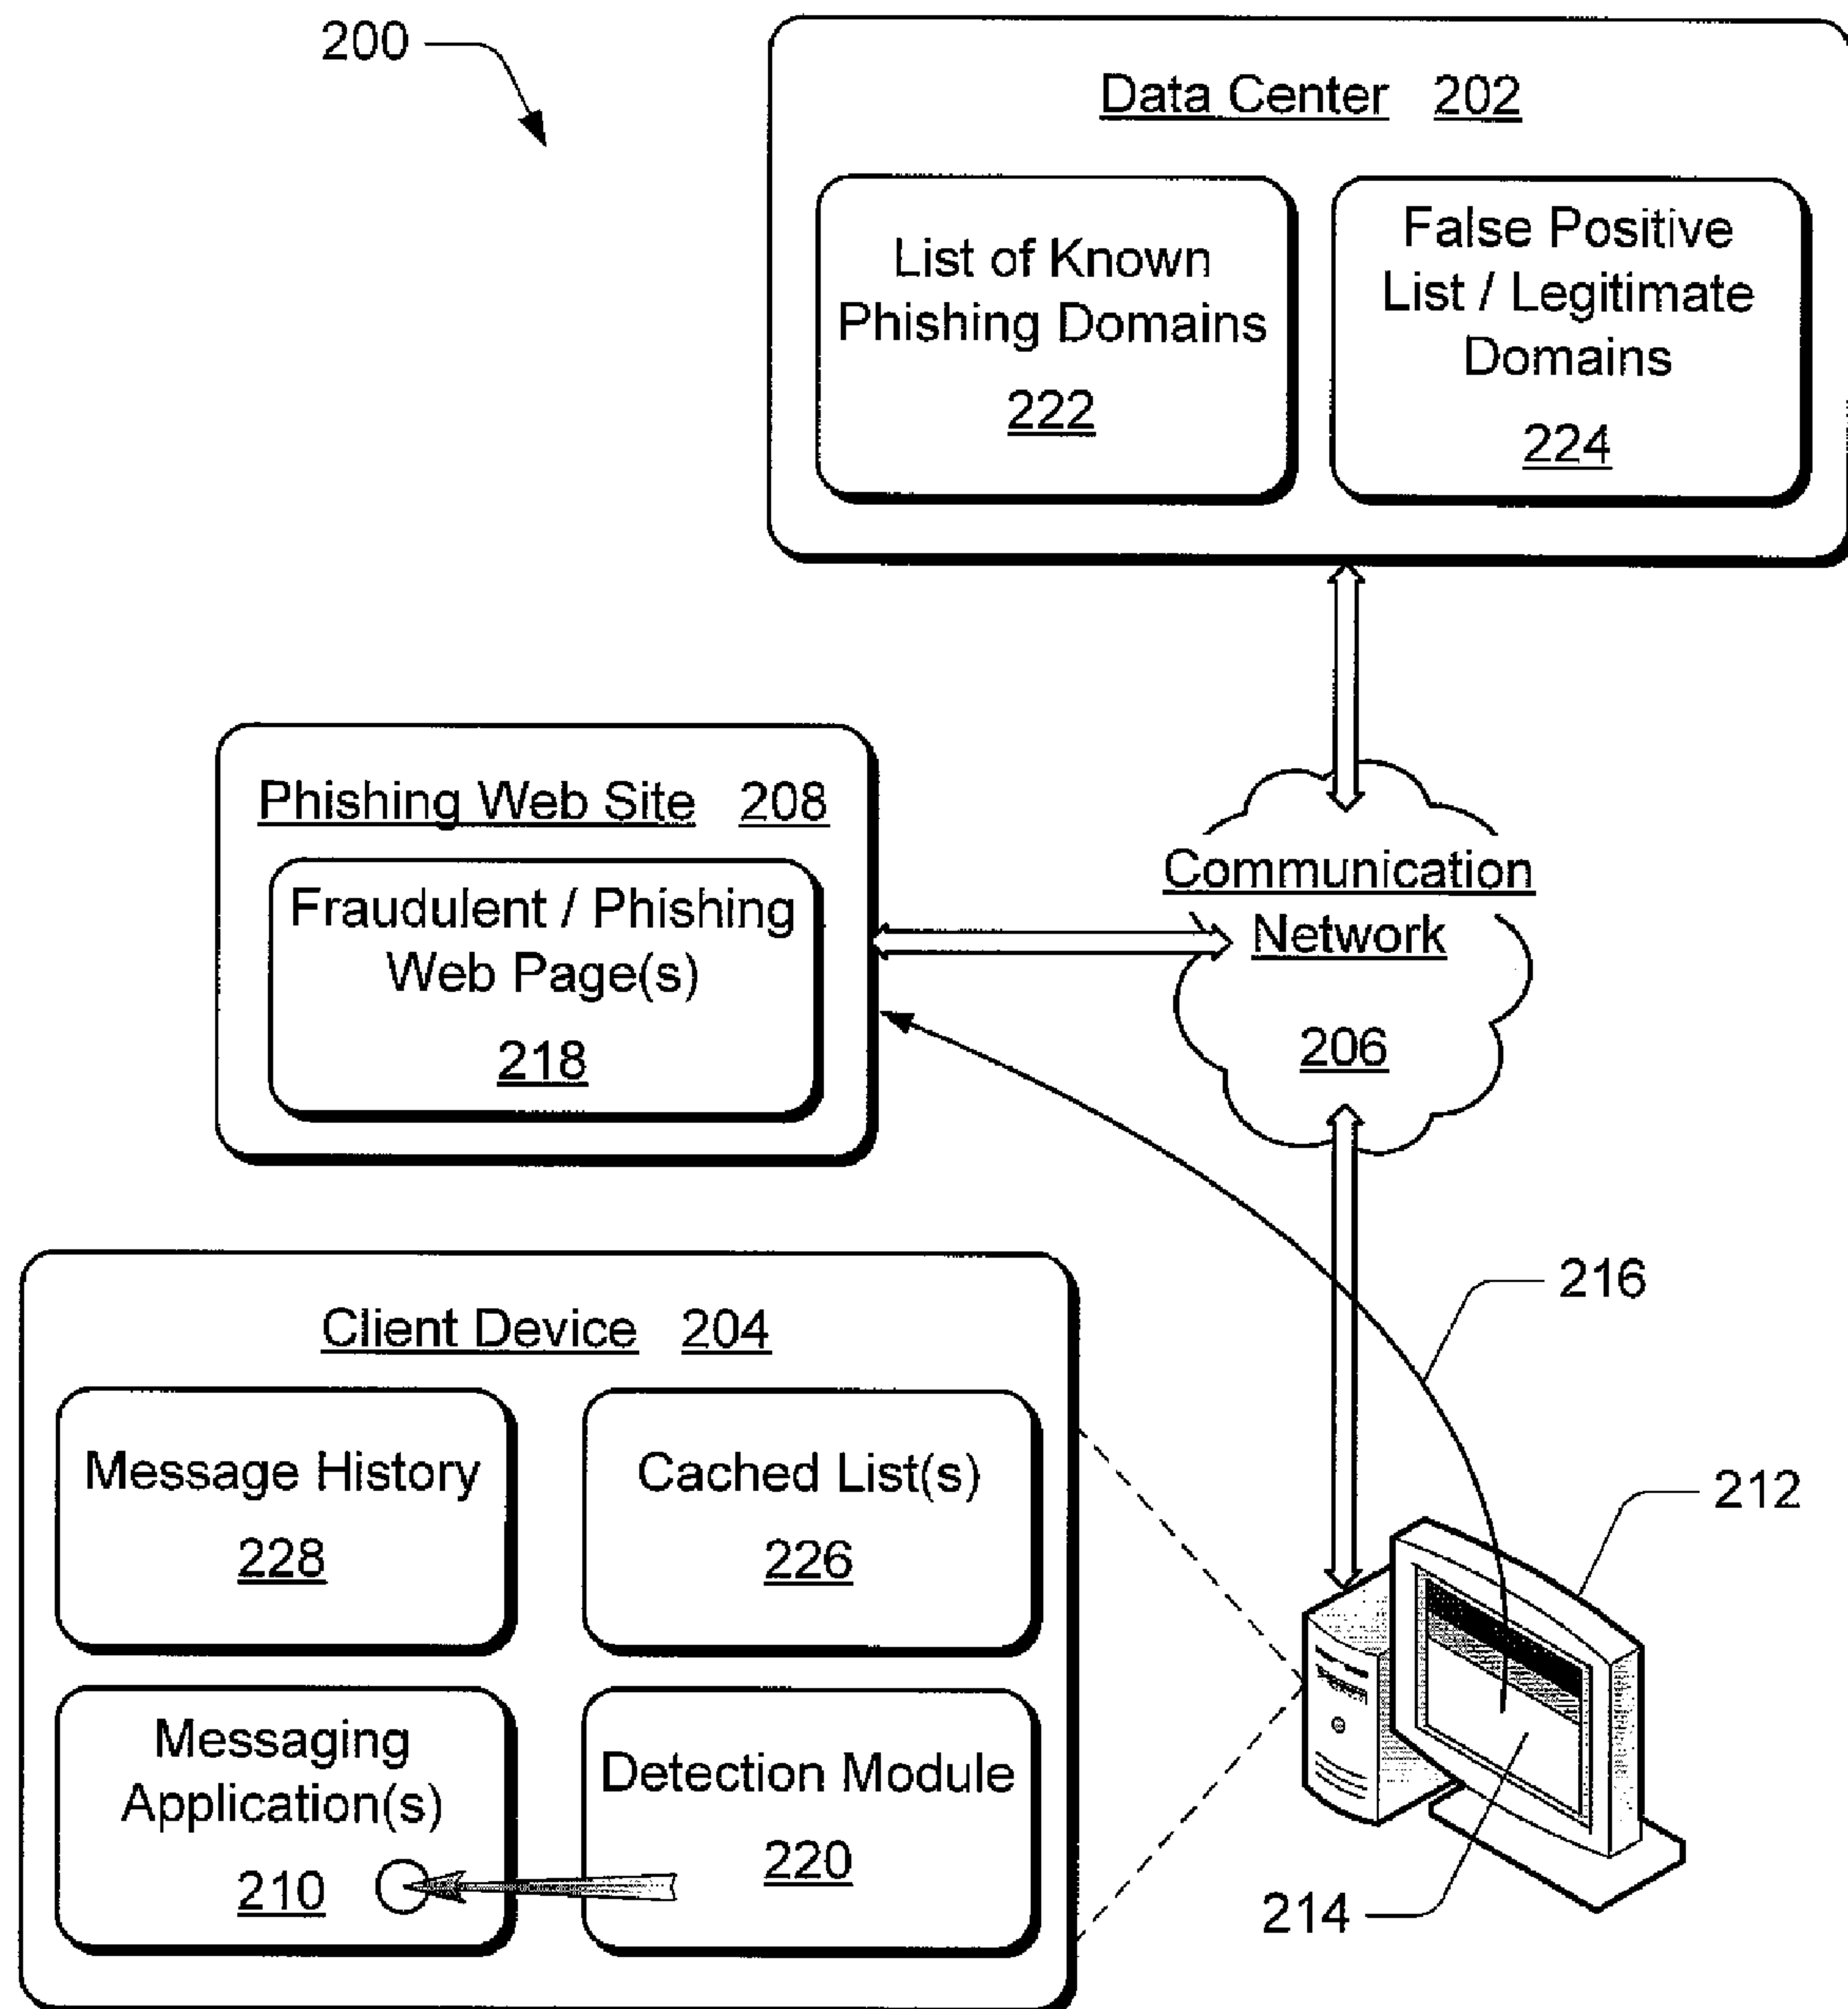 200
Data Center 202
List of Known
Phishing Domains
222
False Positive
List / Legitimate
Domains
224
Phishing Web Site 208
Fraudulent / Phishing
Web Page(s)
218
Communication
Network
206
Client Device 204
Message History
228
Cached List(s)
226
Messaging
Application(s)
210
Detection Module
220
216
212
214